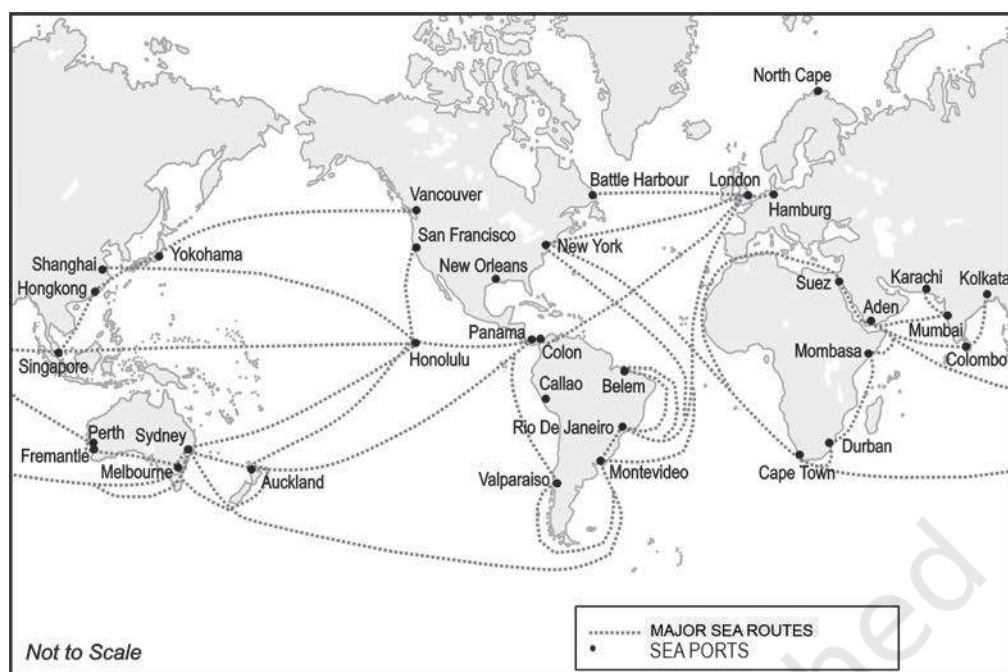 North Cape
Battle Harbour
London
Hamburg
Vancouver
San Francisco
New York
Yokohama
Shanghai
Hongkong
New Orleans
Suez
Karachi
Kolkata
Aden
Mumbai
Panama
Colon
Honolulu
Singapore
Mombasa
Colombo
Callao
Belem
Rio De Janeiro
Perth
Sydney
Fremantle
Melbourne
Auckland
Valparaiso
Montevideo
Durban
Cape Town
MAJOR SEA ROUTES
SEA PORTS
Not to Scale
hed